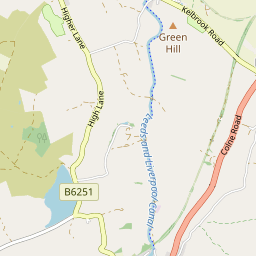 Higher Lane
Kelbrook Road
Green
Hill
High Lane
Leeds and Liverpool Canal
Colne Road
B6251